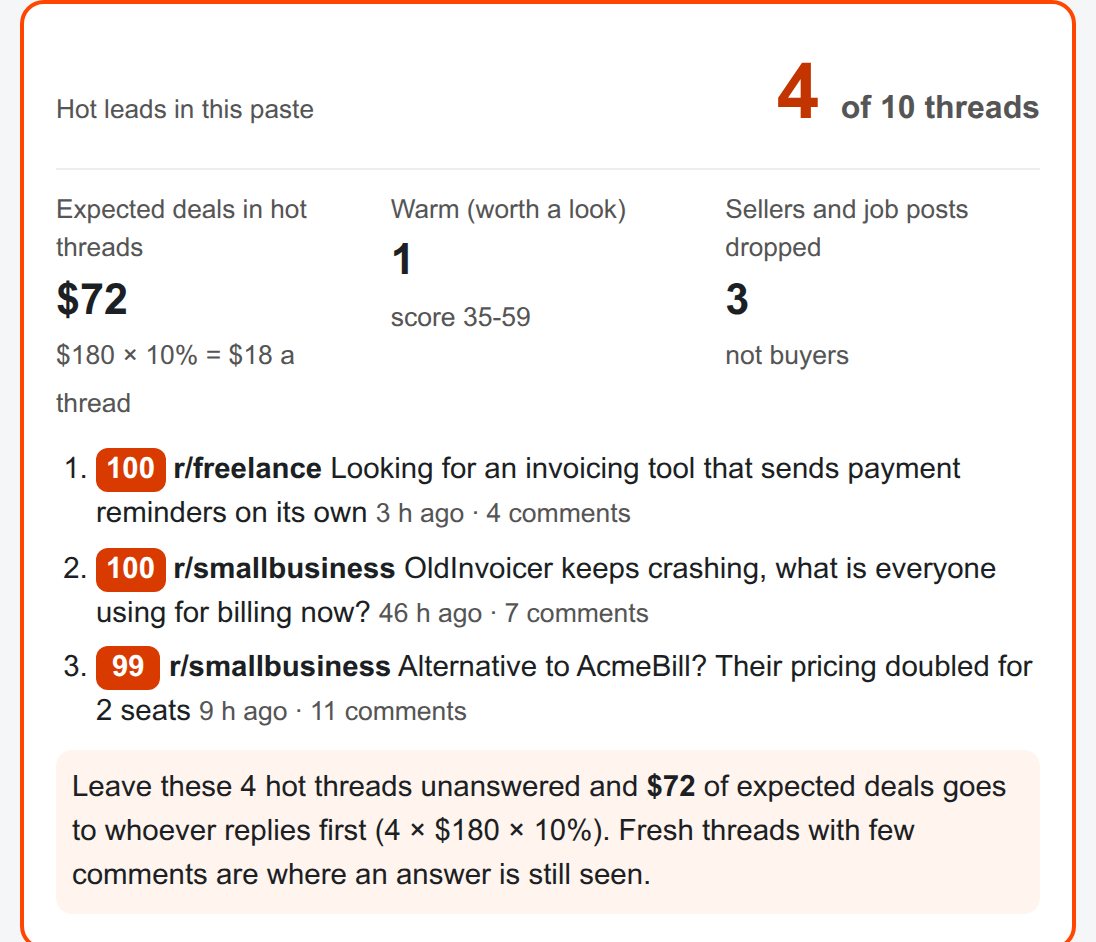 Hot leads in this paste
4 of 10 threads
Expected deals in hot
threads
$72
$180 × 10% = $18 a
thread
Warm (worth a look)
1
score 35-59
Sellers and job posts
dropped
3
not buyers
1. 100 r/freelance Looking for an invoicing tool that sends payment
reminders on its own 3 h ago · 4 comments
2. 100 r/smallbusiness OldInvoicer keeps crashing, what is everyone
using for billing now? 46 h ago · 7 comments
3. 99 r/smallbusiness Alternative to AcmeBill? Their pricing doubled for
2 seats 9 h ago · 11 comments
Leave these 4 hot threads unanswered and $72 of expected deals goes
to whoever replies first (4 × $180 × 10%). Fresh threads with few
comments are where an answer is still seen.